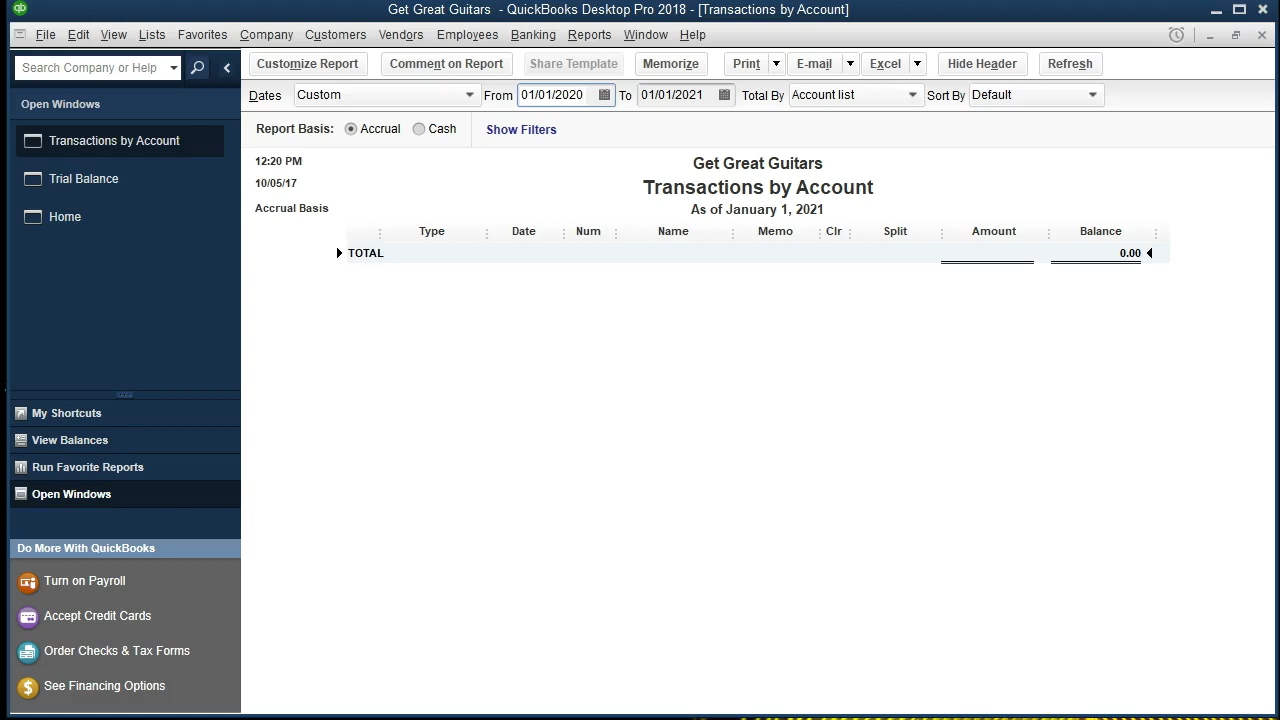 qb Get Great Guitars - QuickBooks Desktop Pro 2018 - [Transactions by Account]
File Edit View Lists Favorites Company Customers Vendors Employees Banking Reports Window Help
Search Company or Help
Customize Report Comment on Report Share Template Memorize Print E-mail Excel Hide Header Refresh
Open Windows
Dates Custom From 01/01/2020 To 01/01/2021 Total By Account list Sort By Default
Report Basis: Accrual Cash Show Filters
Transactions by Account
Trial Balance
Home
12:20 PM
10/05/17
Accrual Basis
Get Great Guitars
Transactions by Account
As of January 1, 2021
Type Date Num Name Memo Clr Split Amount Balance
TOTAL 0.00
My Shortcuts
View Balances
Run Favorite Reports
Open Windows
Do More With QuickBooks
Turn on Payroll
Accept Credit Cards
Order Checks & Tax Forms
$ See Financing Options